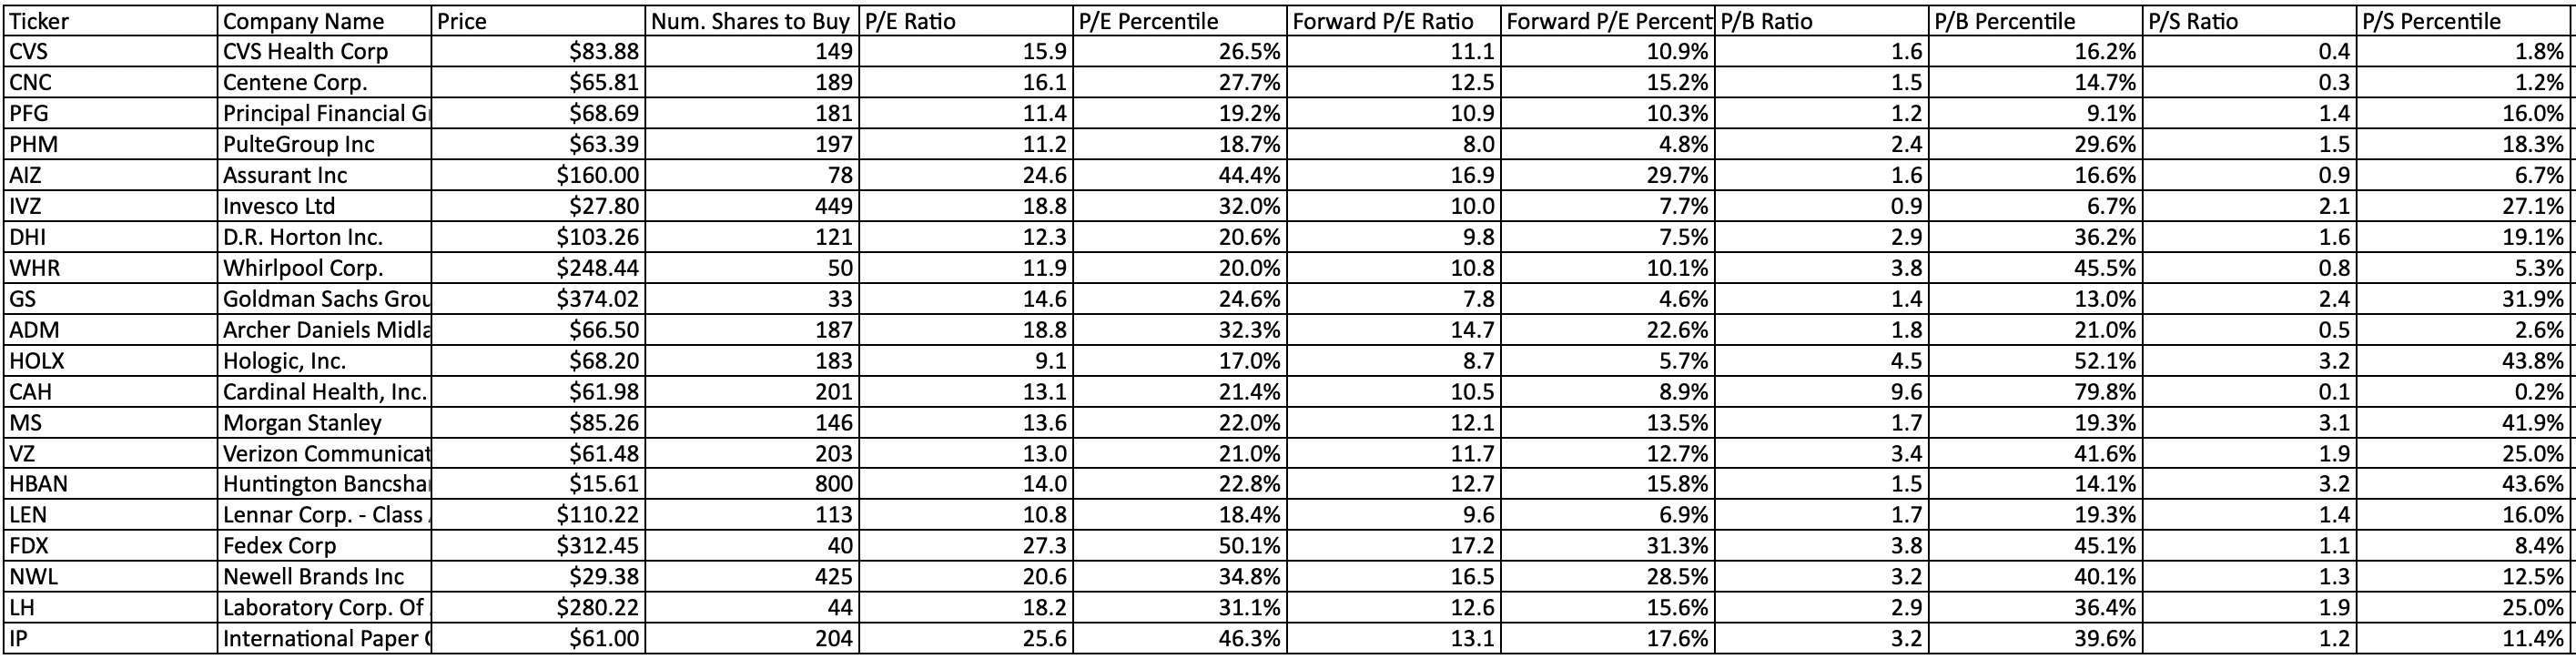 Ticker Company Name Price Num. Shares to Buy P/E Ratio P/E Percentile Forward P/E Ratio Forward P/E Percent P/B Ratio P/B Percentile P/S Ratio P/S Percentile
CVS CVS Health Corp $83.88 149 15.9 26.5% 11.1 10.9% 1.6 16.2% 0.4 1.8%
CNC Centene Corp. $65.81 189 16.1 27.7% 12.5 15.2% 1.5 14.7% 0.3 1.2%
PFG Principal Financial G $68.69 181 11.4 19.2% 10.9 10.3% 1.2 9.1% 1.4 16.0%
PHM PulteGroup Inc $63.39 197 11.2 18.7% 8.0 4.8% 2.4 29.6% 1.5 18.3%
AIZ Assurant Inc $160.00 78 24.6 44.4% 16.9 29.7% 1.6 16.6% 0.9 6.7%
IVZ Invesco Ltd $27.80 449 18.8 32.0% 10.0 7.7% 0.9 6.7% 2.1 27.1%
DHI D.R. Horton Inc. $103.26 121 12.3 20.6% 9.8 7.5% 2.9 36.2% 1.6 19.1%
WHR Whirlpool Corp. $248.44 50 11.9 20.0% 10.8 10.1% 3.8 45.5% 0.8 5.3%
GS Goldman Sachs Grou $374.02 33 14.6 24.6% 7.8 4.6% 1.4 13.0% 2.4 31.9%
ADM Archer Daniels Midla $66.50 187 18.8 32.3% 14.7 22.6% 1.8 21.0% 0.5 2.6%
HOLX Hologic, Inc. $68.20 183 9.1 17.0% 8.7 5.7% 4.5 52.1% 3.2 43.8%
CAH Cardinal Health, Inc. $61.98 201 13.1 21.4% 10.5 8.9% 9.6 79.8% 0.1 0.2%
MS Morgan Stanley $85.26 146 13.6 22.0% 12.1 13.5% 1.7 19.3% 3.1 41.9%
VZ Verizon Communicat $61.48 203 13.0 21.0% 11.7 12.7% 3.4 41.6% 1.9 25.0%
HBAN Huntington Bancshar $15.61 800 14.0 22.8% 12.7 15.8% 1.5 14.1% 3.2 43.6%
LEN Lennar Corp. - Class $110.22 113 10.8 18.4% 9.6 6.9% 1.7 19.3% 1.4 16.0%
FDX Fedex Corp $312.45 40 27.3 50.1% 17.2 31.3% 3.8 45.1% 1.1 8.4%
NWL Newell Brands Inc $29.38 425 20.6 34.8% 16.5 28.5% 3.2 40.1% 1.3 12.5%
LH Laboratory Corp. Of $280.22 44 18.2 31.1% 12.6 15.6% 2.9 36.4% 1.9 25.0%
IP International Paper $61.00 204 25.6 46.3% 13.1 17.6% 3.2 39.6% 1.2 11.4%